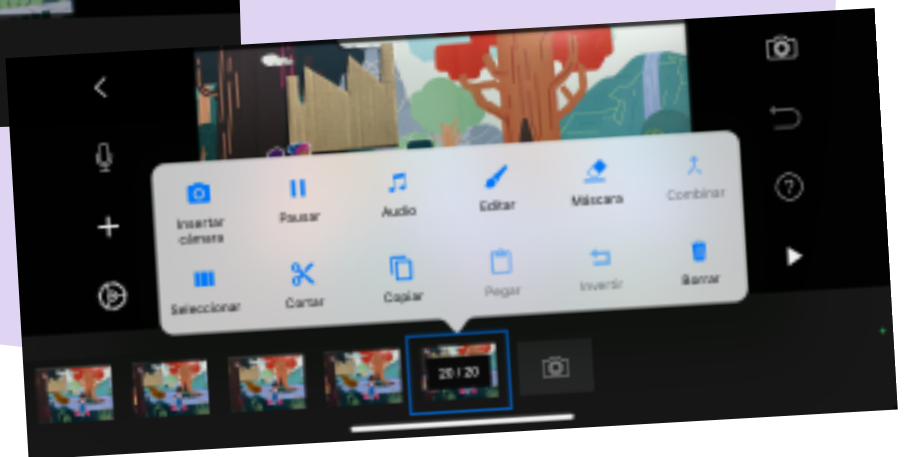 Insertar
cámara
Pausar
Audio
Editar
Máscara
Combinar
Seleccionar
Cortar
Copiar
Pegar
Invertir
Borrar
20 / 20